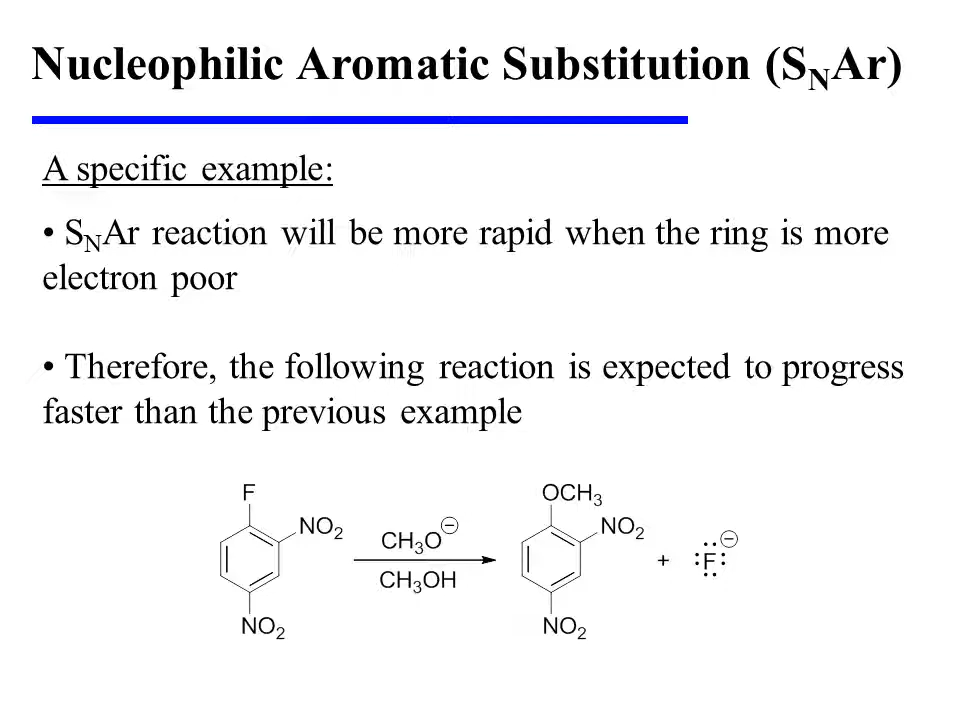 Nucleophilic Aromatic Substitution (SNAr)
A specific example:
• SNAr reaction will be more rapid when the ring is more
electron poor
• Therefore, the following reaction is expected to progress
faster than the previous example
F
NO2
NO2
CH3O⊖
CH3OH
OCH3
NO2
NO2
+
:F: ⊖